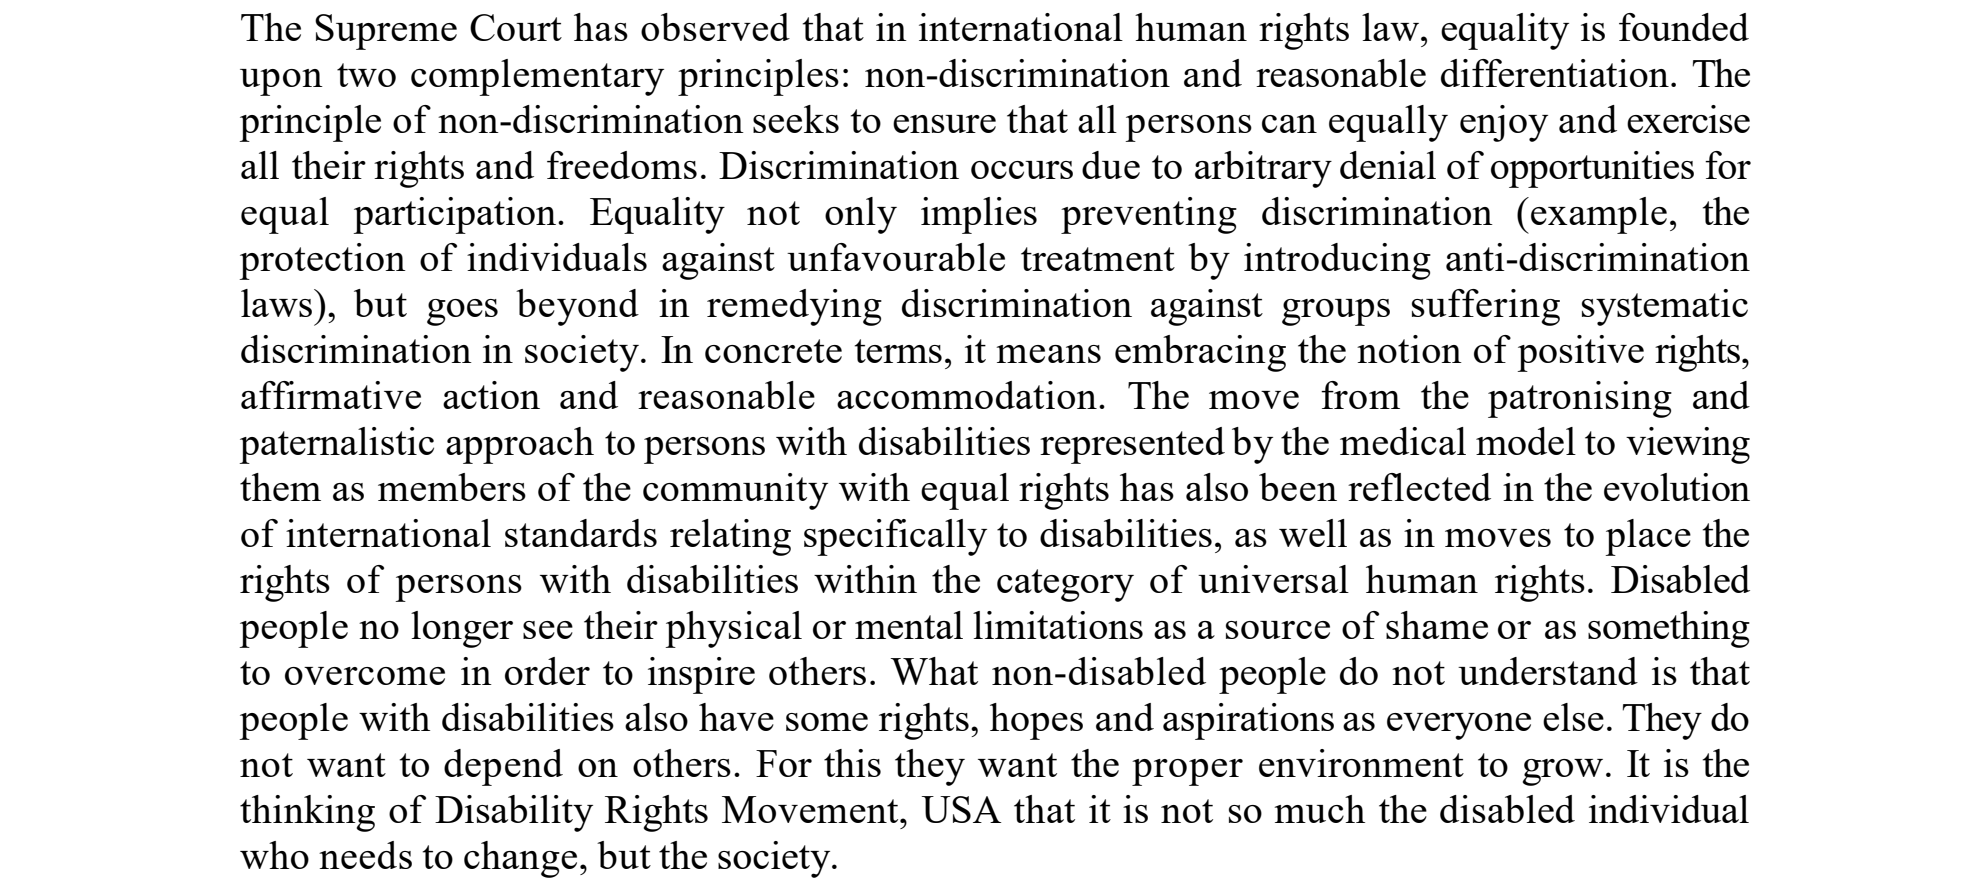 The Supreme Court has observed that in international human rights law, equality is founded
upon two complementary principles: non-discrimination and reasonable differentiation. The
principle of non-discrimination seeks to ensure that all persons can equally enjoy and exercise
all their rights and freedoms. Discrimination occurs due to arbitrary denial of opportunities for
equal participation. Equality not only implies preventing discrimination (example, the
protection of individuals against unfavourable treatment by introducing anti-discrimination
laws), but goes beyond in remedying discrimination against groups suffering systematic
discrimination in society. In concrete terms, it means embracing the notion of positive rights,
affirmative action and reasonable accommodation. The move from the patronising and
paternalistic approach to persons with disabilities represented by the medical model to viewing
them as members of the community with equal rights has also been reflected in the evolution
of international standards relating specifically to disabilities, as well as in moves to place the
rights of persons with disabilities within the category of universal human rights. Disabled
people no longer see their physical or mental limitations as a source of shame or as something
to overcome in order to inspire others. What non-disabled people do not understand is that
people with disabilities also have some rights, hopes and aspirations as everyone else. They do
not want to depend on others. For this they want the proper environment to grow. It is the
thinking of Disability Rights Movement, USA that it is not so much the disabled individual
who needs to change, but the society.